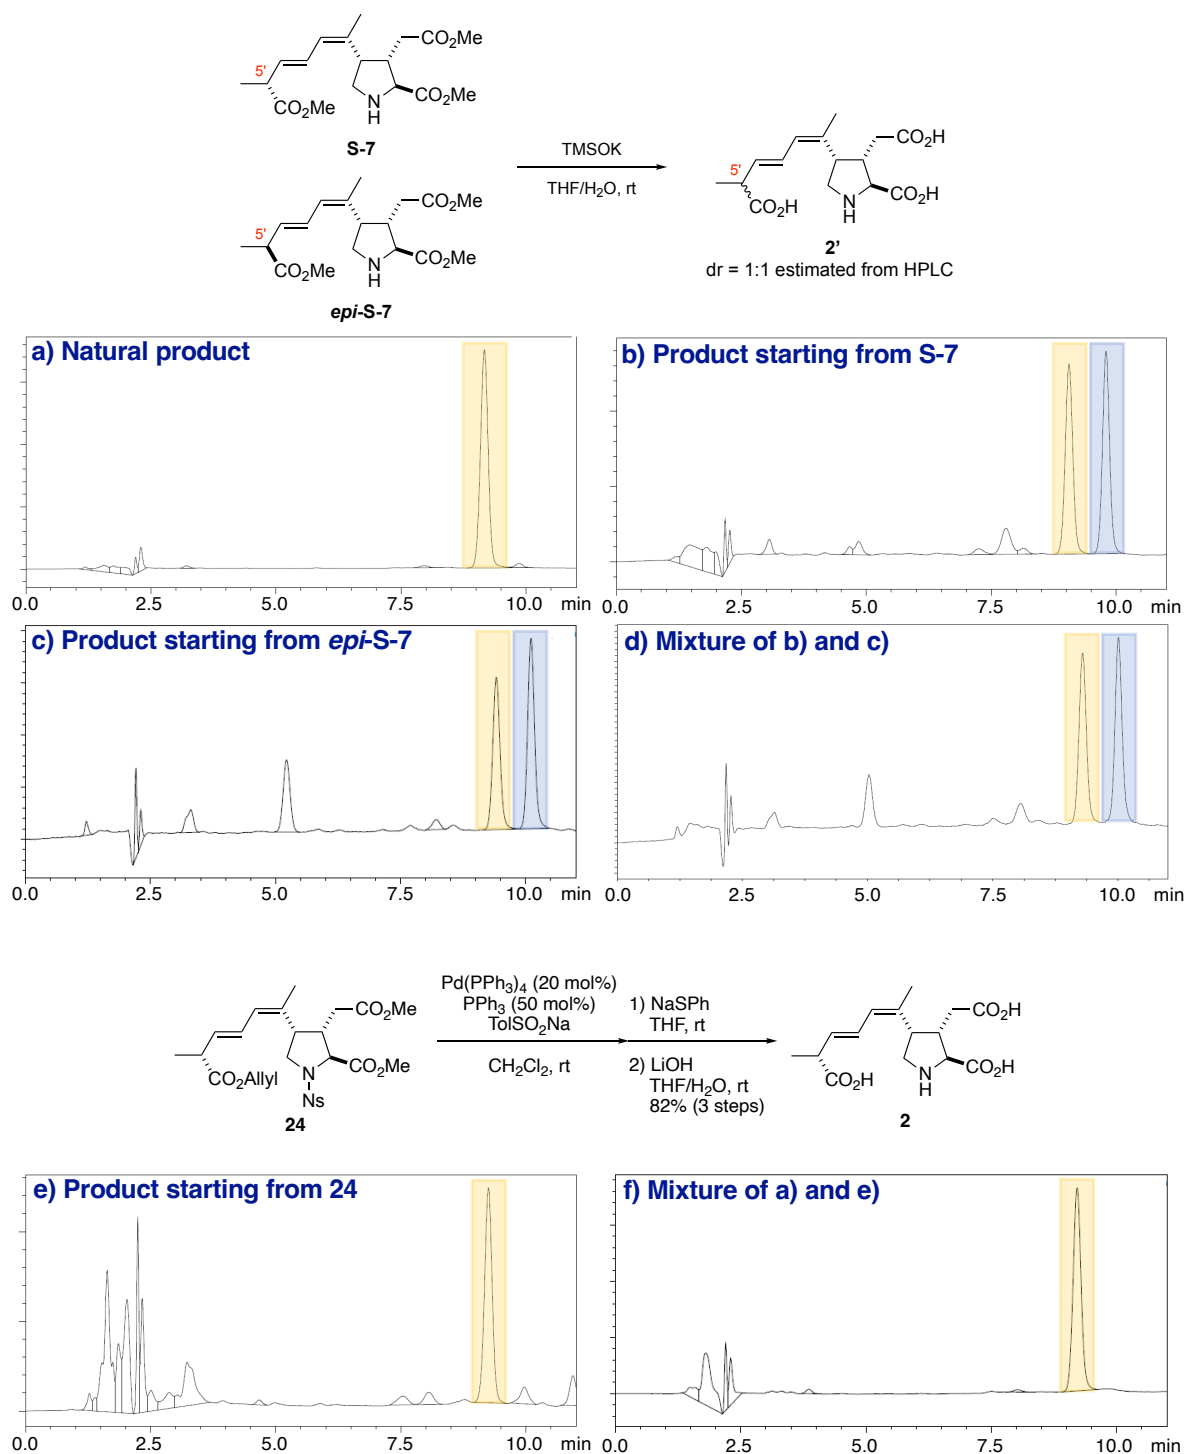 CO₂Me
5'
CO₂Me
CO₂Me
N
H
S-7
TMSOK
THF/H₂O, rt
CO₂H
5'
CO₂H
CO₂H
N
H
2'
dr = 1:1 estimated from HPLC
CO₂Me
5'
CO₂Me
CO₂Me
N
H
epi-S-7
a) Natural product
0.0 2.5 5.0 7.5 10.0 min
b) Product starting from S-7
0.0 2.5 5.0 7.5 10.0 min
c) Product starting from epi-S-7
0.0 2.5 5.0 7.5 10.0 min
d) Mixture of b) and c)
0.0 2.5 5.0 7.5 10.0 min
CO₂Me
CO₂Me
CO₂Allyl
N
Ns
24
Pd(PPh₃)₄ (20 mol%)
PPh₃ (50 mol%)
TolSO₂Na
CH₂Cl₂, rt
1) NaSPh
THF, rt
2) LiOH
THF/H₂O, rt
82% (3 steps)
CO₂H
CO₂H
CO₂H
N
H
2
e) Product starting from 24
0.0 2.5 5.0 7.5 10.0 min
f) Mixture of a) and e)
0.0 2.5 5.0 7.5 10.0 min